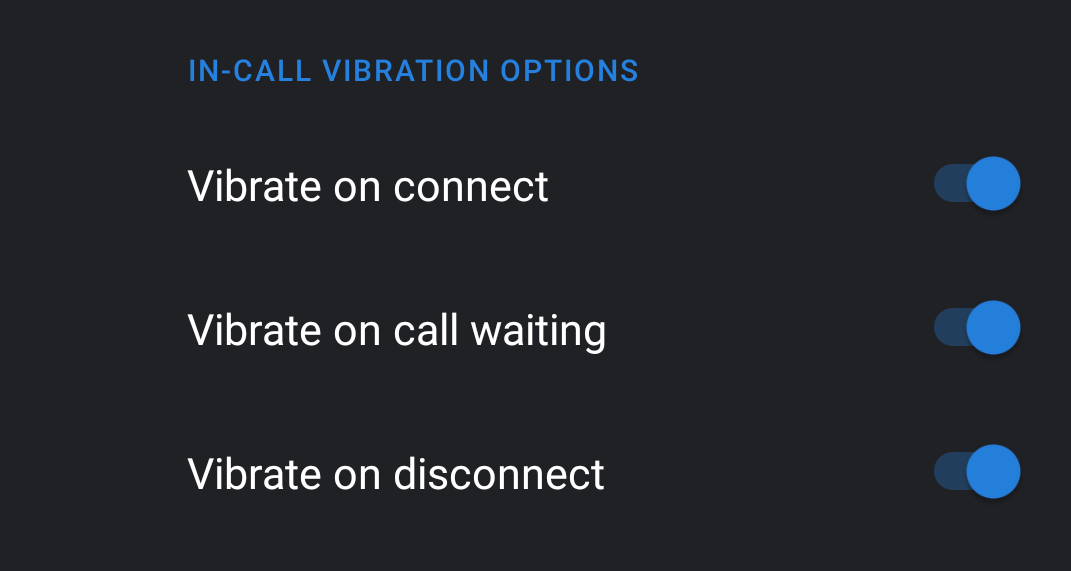 IN-CALL VIBRATION OPTIONS
Vibrate on connect
Vibrate on call waiting
Vibrate on disconnect